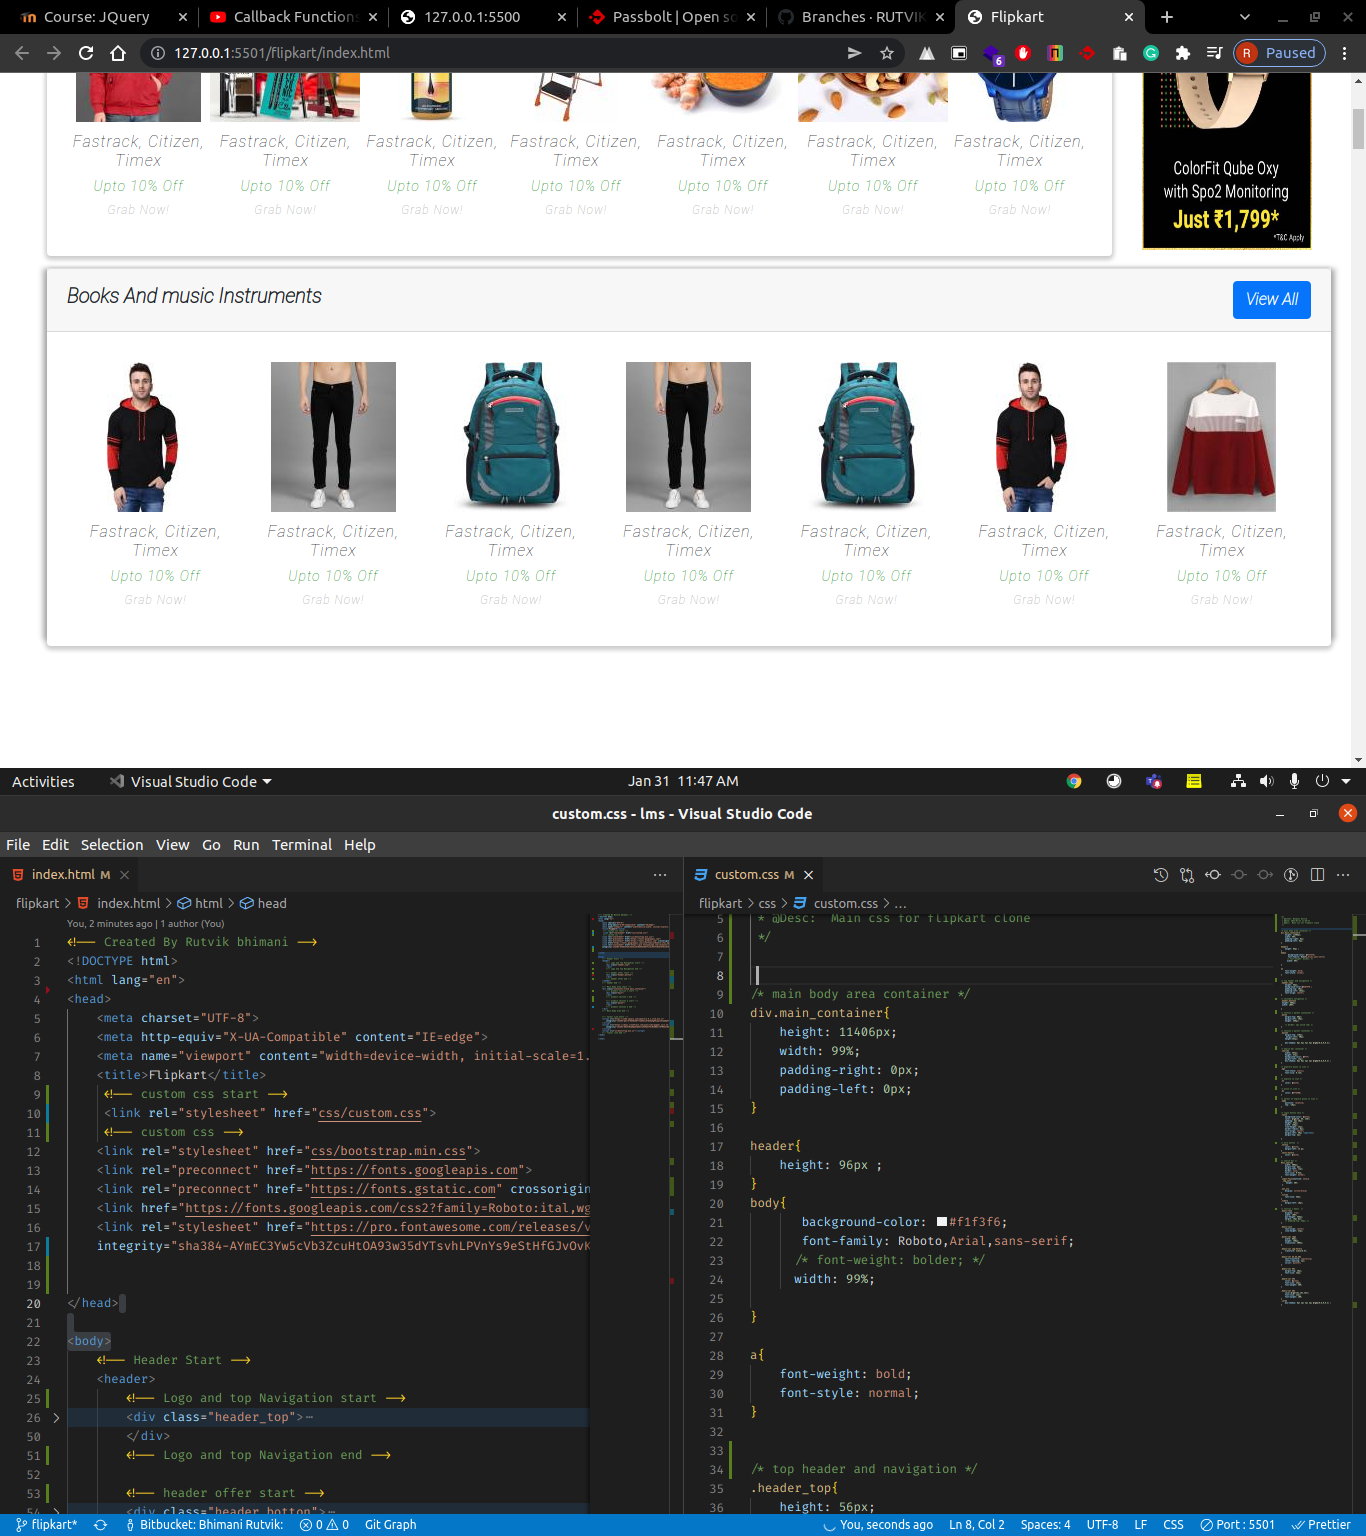 Course: JQuery
Callback Functions
127.0.0.1:5500
Passbolt | Open so
Branches · RUTVIK
Flipkart
127.0.0.1:5501/flipkart/index.html
6
R Paused
Fastrack, Citizen, Timex
Upto 10% Off
Grab Now!
Fastrack, Citizen, Timex
Upto 10% Off
Grab Now!
Fastrack, Citizen, Timex
Upto 10% Off
Grab Now!
Fastrack, Citizen, Timex
Upto 10% Off
Grab Now!
Fastrack, Citizen, Timex
Upto 10% Off
Grab Now!
Fastrack, Citizen, Timex
Upto 10% Off
Grab Now!
Fastrack, Citizen, Timex
Upto 10% Off
Grab Now!
ColorFit Qube Oxy
with Spo2 Monitoring
Just ₹1,799*
*T&C Apply
Books And music Instruments
View All
Fastrack, Citizen, Timex
Upto 10% Off
Grab Now!
Fastrack, Citizen, Timex
Upto 10% Off
Grab Now!
Fastrack, Citizen, Timex
Upto 10% Off
Grab Now!
Fastrack, Citizen, Timex
Upto 10% Off
Grab Now!
Fastrack, Citizen, Timex
Upto 10% Off
Grab Now!
Fastrack, Citizen, Timex
Upto 10% Off
Grab Now!
Fastrack, Citizen, Timex
Upto 10% Off
Grab Now!
Activities Visual Studio Code Jan 31 11:47 AM
custom.css - lms - Visual Studio Code
File Edit Selection View Go Run Terminal Help
index.html M
flipkart > index.html > html > head
You, 2 minutes ago | 1 author (You)
1 <!-- Created By Rutvik bhimani -->
2 <!DOCTYPE html>
3 <html lang="en">
4 <head>
5 <meta charset="UTF-8">
6 <meta http-equiv="X-UA-Compatible" content="IE=edge">
7 <meta name="viewport" content="width=device-width, initial-scale=1.
8 <title>Flipkart</title>
9 <!-- custom css start -->
10 <link rel="stylesheet" href="css/custom.css">
11 <!-- custom css -->
12 <link rel="stylesheet" href="css/bootstrap.min.css">
13 <link rel="preconnect" href="https://fonts.googleapis.com">
14 <link rel="preconnect" href="https://fonts.gstatic.com" crossorigin
15 <link href="https://fonts.googleapis.com/css2?family=Roboto:ital,wg
16 <link rel="stylesheet" href="https://pro.fontawesome.com/releases/v
17 integrity="sha384-AYmEC3Yw5cVb3ZcuHtOA93w35dYTsvhLPVnYs9eStHfGJvOvK
18
19
20 </head>
21
22 <body>
23 <!-- Header Start -->
24 <header>
25 <!-- Logo and top Navigation start -->
26 <div class="header_top">⋯
50 </div>
51 <!-- Logo and top Navigation end -->
52
53 <!-- header offer start -->
54 <div class="header_botton">⋯
custom.css M
flipkart > css > custom.css > ...
5 * @Desc: Main css for flipkart clone
6 */
7
8
9 /* main body area container */
10 div.main_container{
11 height: 11406px;
12 width: 99%;
13 padding-right: 0px;
14 padding-left: 0px;
15 }
16
17 header{
18 height: 96px ;
19 }
20 body{
21 background-color: #f1f3f6;
22 font-family: Roboto,Arial,sans-serif;
23 /* font-weight: bolder; */
24 width: 99%;
25
26 }
27
28 a{
29 font-weight: bold;
30 font-style: normal;
31 }
32
33
34 /* top header and navigation */
35 .header_top{
36 height: 56px;
flipkart* Bitbucket: Bhimani Rutvik: 0 0 Git Graph You, seconds ago Ln 8, Col 2 Spaces: 4 UTF-8 LF CSS Port : 5501 Prettier